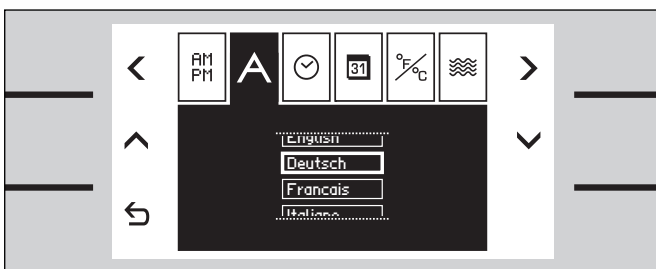 AM
PM
A
31
°F/°C
English
Deutsch
Francais
Italiano